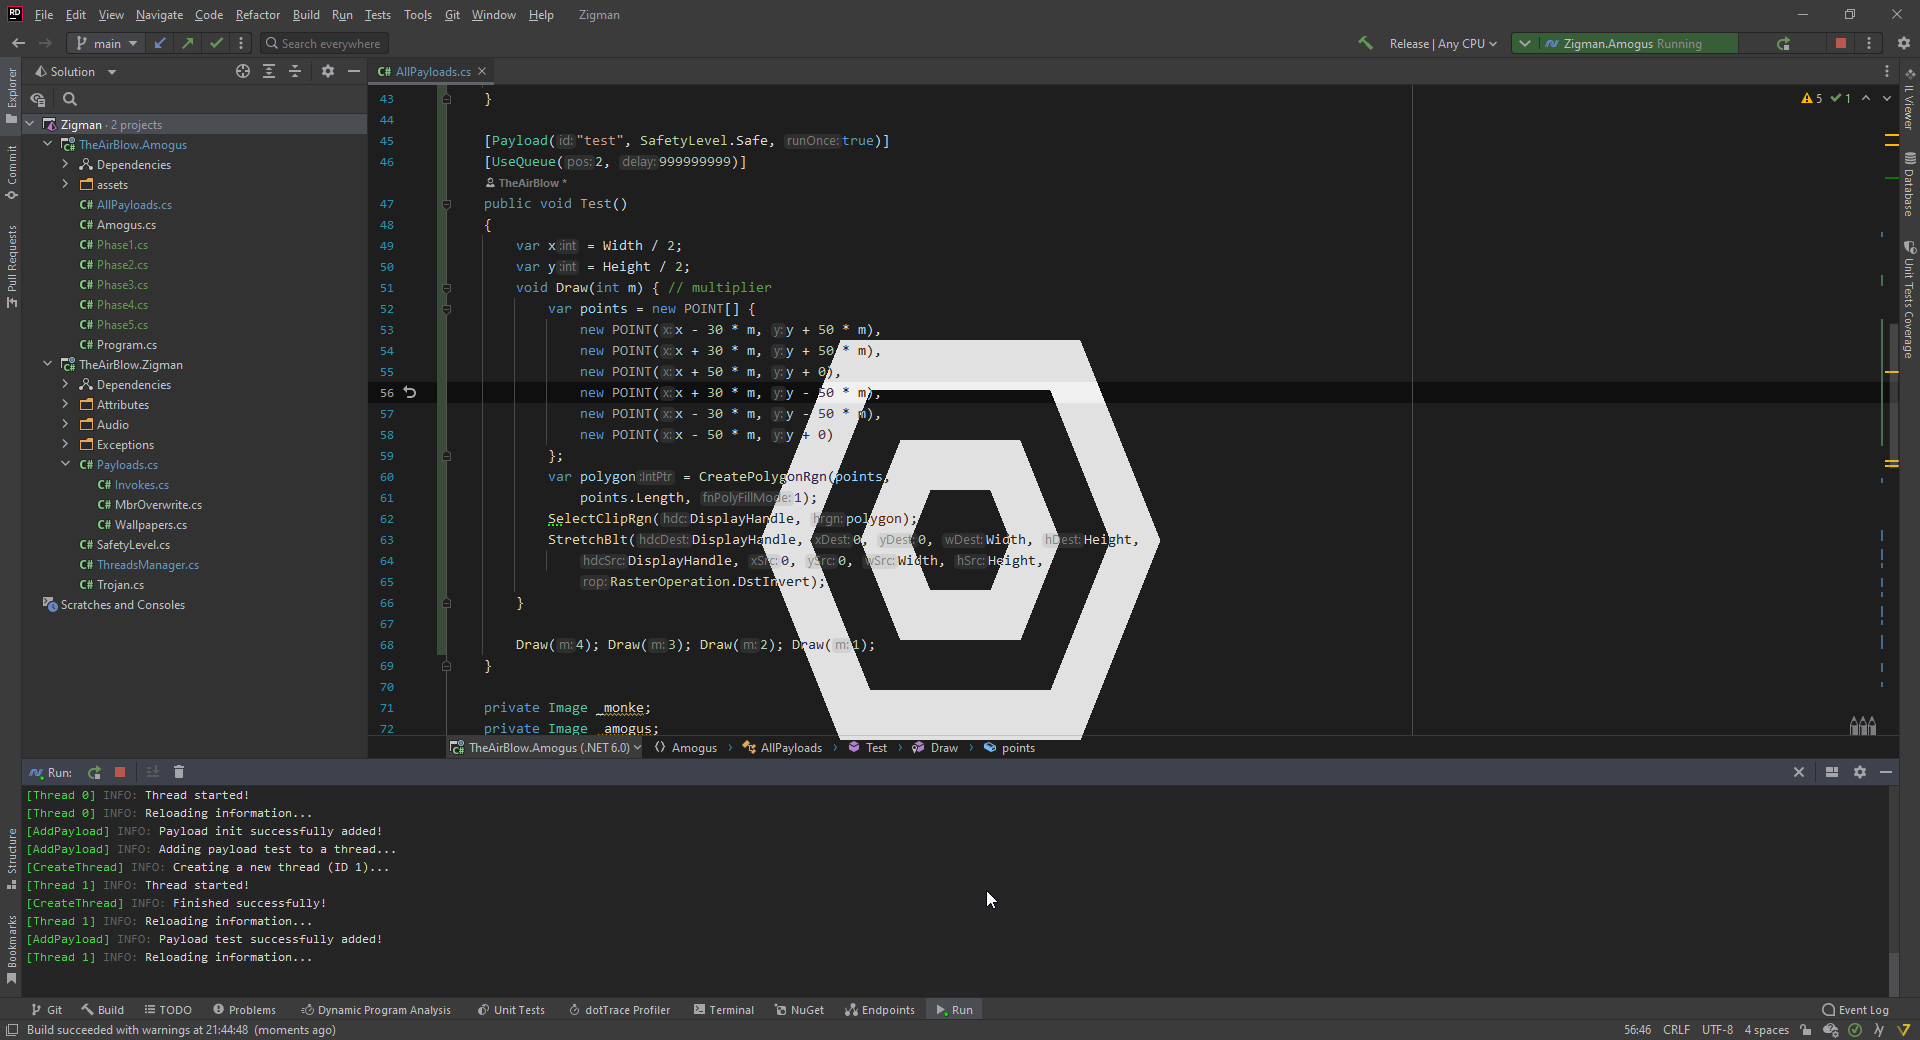 RD File Edit View Navigate Code Refactor Build Run Tests Tools Git Window Help Zigman
main Search everywhere Release | Any CPU Zigman.Amogus Running
Solution
C# AllPayloads.cs
Zigman · 2 projects
TheAirBlow.Amogus
Dependencies
assets
C# AllPayloads.cs
C# Amogus.cs
C# Phase1.cs
C# Phase2.cs
C# Phase3.cs
C# Phase4.cs
C# Phase5.cs
C# Program.cs
TheAirBlow.Zigman
Dependencies
Attributes
Audio
Exceptions
C# Payloads.cs
C# Invokes.cs
C# MbrOverwrite.cs
C# Wallpapers.cs
C# SafetyLevel.cs
C# ThreadsManager.cs
C# Trojan.cs
Scratches and Consoles
Explorer
Commit
Pull Requests
Structure
Bookmarks
5 1
43 }
44
45 [Payload(id:"test", SafetyLevel.Safe, runOnce:true)]
46 [UseQueue(pos:2, delay:999999999)]
TheAirBlow *
47 public void Test()
48 {
49 var x:int = Width / 2;
50 var y:int = Height / 2;
51 void Draw(int m) { // multiplier
52 var points = new POINT[] {
53 new POINT(x:x - 30 * m, y:y + 50 * m),
54 new POINT(x:x + 30 * m, y:y + 50 * m),
55 new POINT(x:x + 50 * m, y:y + 0),
56 new POINT(x:x + 30 * m, y:y - 50 * m),
57 new POINT(x:x - 30 * m, y:y - 50 * m),
58 new POINT(x:x - 50 * m, y:y + 0)
59 };
60 var polygon:IntPtr = CreatePolygonRgn(points,
61 points.Length, fnPolyFillMode:1);
62 SelectClipRgn(hdc:DisplayHandle, hrgn:polygon);
63 StretchBlt(hdcDest:DisplayHandle, xDest:0, yDest:0, wDest:Width, hDest:Height,
64 hdcSrc:DisplayHandle, xSrc:0, ySrc:0, wSrc:Width, hSrc:Height,
65 rop:RasterOperation.DstInvert);
66 }
67
68 Draw(m:4); Draw(m:3); Draw(m:2); Draw(m:1);
69 }
70
71 private Image _monke;
72 private Image _amogus;
TheAirBlow.Amogus (.NET 6.0) Amogus › AllPayloads › Test › Draw › points
IL Viewer
Database
Unit Tests Coverage
Run:
[Thread 0] INFO: Thread started!
[Thread 0] INFO: Reloading information...
[AddPayload] INFO: Payload init successfully added!
[AddPayload] INFO: Adding payload test to a thread...
[CreateThread] INFO: Creating a new thread (ID 1)...
[Thread 1] INFO: Thread started!
[CreateThread] INFO: Finished successfully!
[Thread 1] INFO: Reloading information...
[AddPayload] INFO: Payload test successfully added!
[Thread 1] INFO: Reloading information...
Git Build TODO Problems Dynamic Program Analysis Unit Tests dotTrace Profiler Terminal NuGet Endpoints Run Event Log
Build succeeded with warnings at 21:44:48 (moments ago) 56:46 CRLF UTF-8 4 spaces